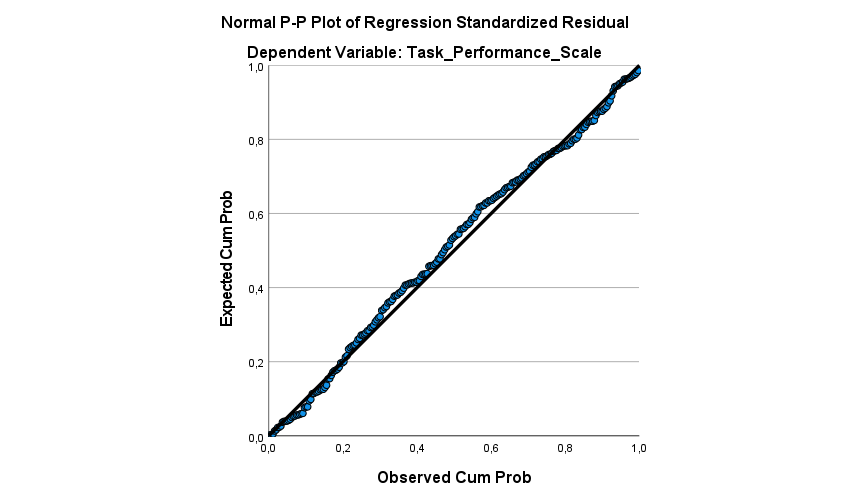 Normal P-P Plot of Regression Standardized Residual
Dependent Variable: Task_Performance_Scale
1,0
0,8
0,6
0,4
0,2
0,0
Expected Cum Prob
0,0 0,2 0,4 0,6 0,8 1,0
Observed Cum Prob